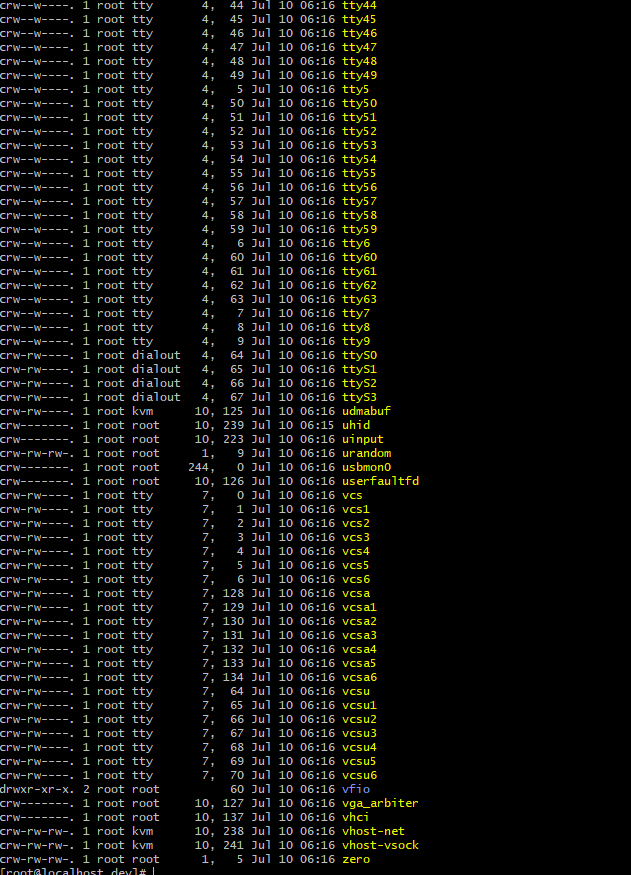 crw--w----. 1 root tty       4,  44 Jul 10 06:16 tty44
crw--w----. 1 root tty       4,  45 Jul 10 06:16 tty45
crw--w----. 1 root tty       4,  46 Jul 10 06:16 tty46
crw--w----. 1 root tty       4,  47 Jul 10 06:16 tty47
crw--w----. 1 root tty       4,  48 Jul 10 06:16 tty48
crw--w----. 1 root tty       4,  49 Jul 10 06:16 tty49
crw--w----. 1 root tty       4,   5 Jul 10 06:16 tty5
crw--w----. 1 root tty       4,  50 Jul 10 06:16 tty50
crw--w----. 1 root tty       4,  51 Jul 10 06:16 tty51
crw--w----. 1 root tty       4,  52 Jul 10 06:16 tty52
crw--w----. 1 root tty       4,  53 Jul 10 06:16 tty53
crw--w----. 1 root tty       4,  54 Jul 10 06:16 tty54
crw--w----. 1 root tty       4,  55 Jul 10 06:16 tty55
crw--w----. 1 root tty       4,  56 Jul 10 06:16 tty56
crw--w----. 1 root tty       4,  57 Jul 10 06:16 tty57
crw--w----. 1 root tty       4,  58 Jul 10 06:16 tty58
crw--w----. 1 root tty       4,  59 Jul 10 06:16 tty59
crw--w----. 1 root tty       4,   6 Jul 10 06:16 tty6
crw--w----. 1 root tty       4,  60 Jul 10 06:16 tty60
crw--w----. 1 root tty       4,  61 Jul 10 06:16 tty61
crw--w----. 1 root tty       4,  62 Jul 10 06:16 tty62
crw--w----. 1 root tty       4,  63 Jul 10 06:16 tty63
crw--w----. 1 root tty       4,   7 Jul 10 06:16 tty7
crw--w----. 1 root tty       4,   8 Jul 10 06:16 tty8
crw--w----. 1 root tty       4,   9 Jul 10 06:16 tty9
crw-rw----. 1 root dialout   4,  64 Jul 10 06:16 ttyS0
crw-rw----. 1 root dialout   4,  65 Jul 10 06:16 ttyS1
crw-rw----. 1 root dialout   4,  66 Jul 10 06:16 ttyS2
crw-rw----. 1 root dialout   4,  67 Jul 10 06:16 ttyS3
crw-rw----. 1 root kvm      10, 125 Jul 10 06:16 udmabuf
crw-------. 1 root root     10, 239 Jul 10 06:15 uhid
crw-------. 1 root root     10, 223 Jul 10 06:16 uinput
crw-rw-rw-. 1 root root      1,   9 Jul 10 06:16 urandom
crw-------. 1 root root    244,   0 Jul 10 06:16 usbmon0
crw-------. 1 root root     10, 126 Jul 10 06:16 userfaultfd
crw-rw----. 1 root tty       7,   0 Jul 10 06:16 vcs
crw-rw----. 1 root tty       7,   1 Jul 10 06:16 vcs1
crw-rw----. 1 root tty       7,   2 Jul 10 06:16 vcs2
crw-rw----. 1 root tty       7,   3 Jul 10 06:16 vcs3
crw-rw----. 1 root tty       7,   4 Jul 10 06:16 vcs4
crw-rw----. 1 root tty       7,   5 Jul 10 06:16 vcs5
crw-rw----. 1 root tty       7,   6 Jul 10 06:16 vcs6
crw-rw----. 1 root tty       7, 128 Jul 10 06:16 vcsa
crw-rw----. 1 root tty       7, 129 Jul 10 06:16 vcsa1
crw-rw----. 1 root tty       7, 130 Jul 10 06:16 vcsa2
crw-rw----. 1 root tty       7, 131 Jul 10 06:16 vcsa3
crw-rw----. 1 root tty       7, 132 Jul 10 06:16 vcsa4
crw-rw----. 1 root tty       7, 133 Jul 10 06:16 vcsa5
crw-rw----. 1 root tty       7, 134 Jul 10 06:16 vcsa6
crw-rw----. 1 root tty       7,  64 Jul 10 06:16 vcsu
crw-rw----. 1 root tty       7,  65 Jul 10 06:16 vcsu1
crw-rw----. 1 root tty       7,  66 Jul 10 06:16 vcsu2
crw-rw----. 1 root tty       7,  67 Jul 10 06:16 vcsu3
crw-rw----. 1 root tty       7,  68 Jul 10 06:16 vcsu4
crw-rw----. 1 root tty       7,  69 Jul 10 06:16 vcsu5
crw-rw----. 1 root tty       7,  70 Jul 10 06:16 vcsu6
drwxr-xr-x. 2 root root          60 Jul 10 06:16 vfio
crw-------. 1 root root     10, 127 Jul 10 06:16 vga_arbiter
crw-------. 1 root root     10, 137 Jul 10 06:16 vhci
crw-rw-rw-. 1 root kvm      10, 238 Jul 10 06:16 vhost-net
crw-rw-rw-. 1 root kvm      10, 241 Jul 10 06:16 vhost-vsock
crw-rw-rw-. 1 root root      1,   5 Jul 10 06:16 zero
[root@localhost dev]#